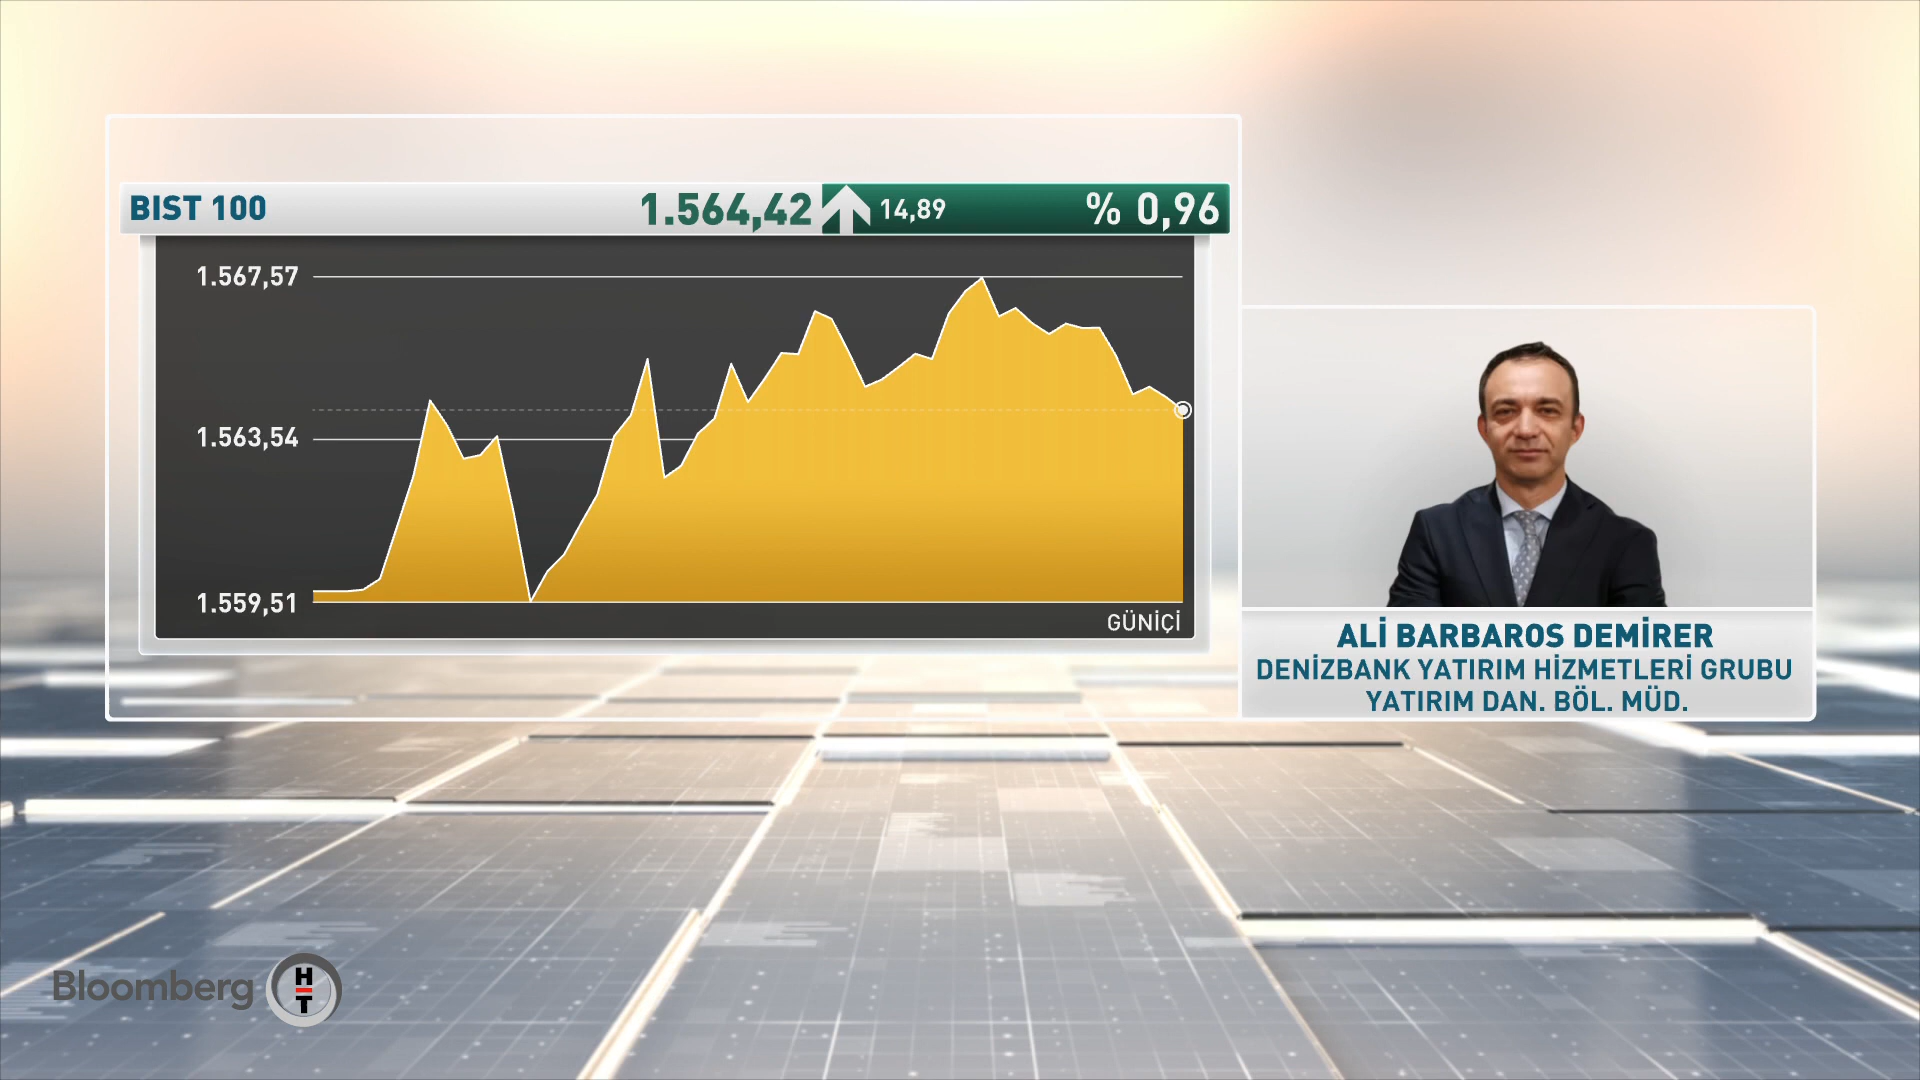 BIST 100
1.564,42 14,89 % 0,96
1.567,57
1.563,54
1.559,51
GÜNİÇİ
ALİ BARBAROS DEMİRER
DENİZBANK YATIRIM HİZMETLERİ GRUBU
YATIRIM DAN. BÖL. MÜD.
Bloomberg HT